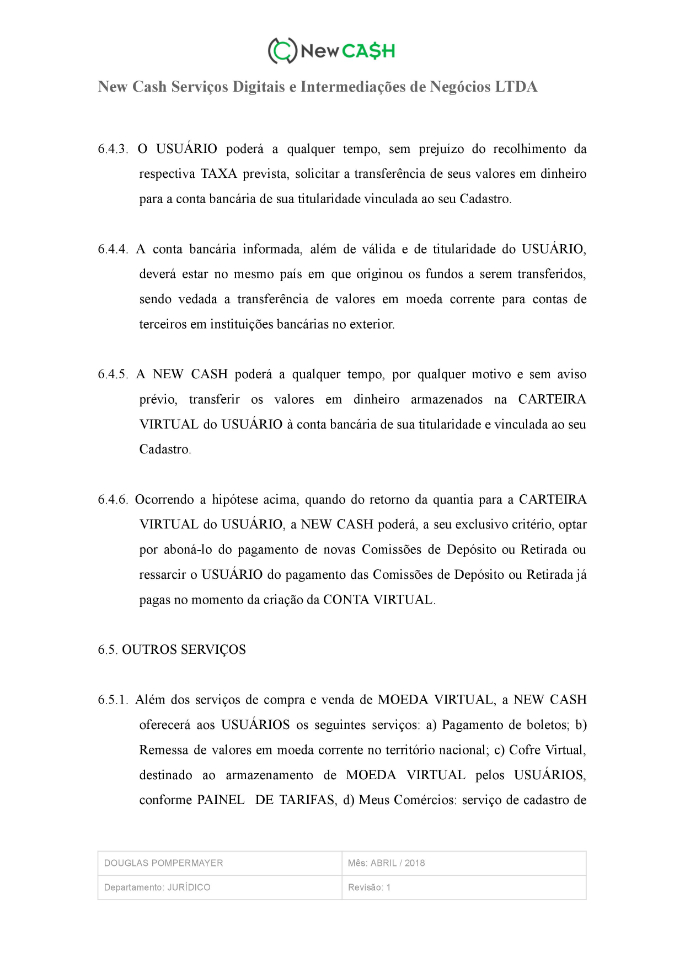 New CA$H
New Cash Serviços Digitais e Intermediações de Negócios LTDA
6.4.3. O USUÁRIO poderá a qualquer tempo, sem prejuízo do recolhimento da
respectiva TAXA prevista, solicitar a transferência de seus valores em dinheiro
para a conta bancária de sua titularidade vinculada ao seu Cadastro.
6.4.4. A conta bancária informada, além de válida e de titularidade do USUÁRIO,
deverá estar no mesmo país em que originou os fundos a serem transferidos,
sendo vedada a transferência de valores em moeda corrente para contas de
terceiros em instituições bancárias no exterior.
6.4.5. A NEW CASH poderá a qualquer tempo, por qualquer motivo e sem aviso
prévio, transferir os valores em dinheiro armazenados na CARTEIRA
VIRTUAL do USUÁRIO à conta bancária de sua titularidade e vinculada ao seu
Cadastro.
6.4.6. Ocorrendo a hipótese acima, quando do retorno da quantia para a CARTEIRA
VIRTUAL do USUÁRIO, a NEW CASH poderá, a seu exclusivo critério, optar
por aboná-lo do pagamento de novas Comissões de Depósito ou Retirada ou
ressarcir o USUÁRIO do pagamento das Comissões de Depósito ou Retirada já
pagas no momento da criação da CONTA VIRTUAL.
6.5. OUTROS SERVIÇOS
6.5.1. Além dos serviços de compra e venda de MOEDA VIRTUAL, a NEW CASH
oferecerá aos USUÁRIOS os seguintes serviços: a) Pagamento de boletos; b)
Remessa de valores em moeda corrente no território nacional; c) Cofre Virtual,
destinado ao armazenamento de MOEDA VIRTUAL pelos USUÁRIOS,
conforme PAINEL DE TARIFAS, d) Meus Comércios: serviço de cadastro de
DOUGLAS POMPERMAYER
Mês: ABRIL / 2018
Departamento: JURÍDICO
Revisão: 1